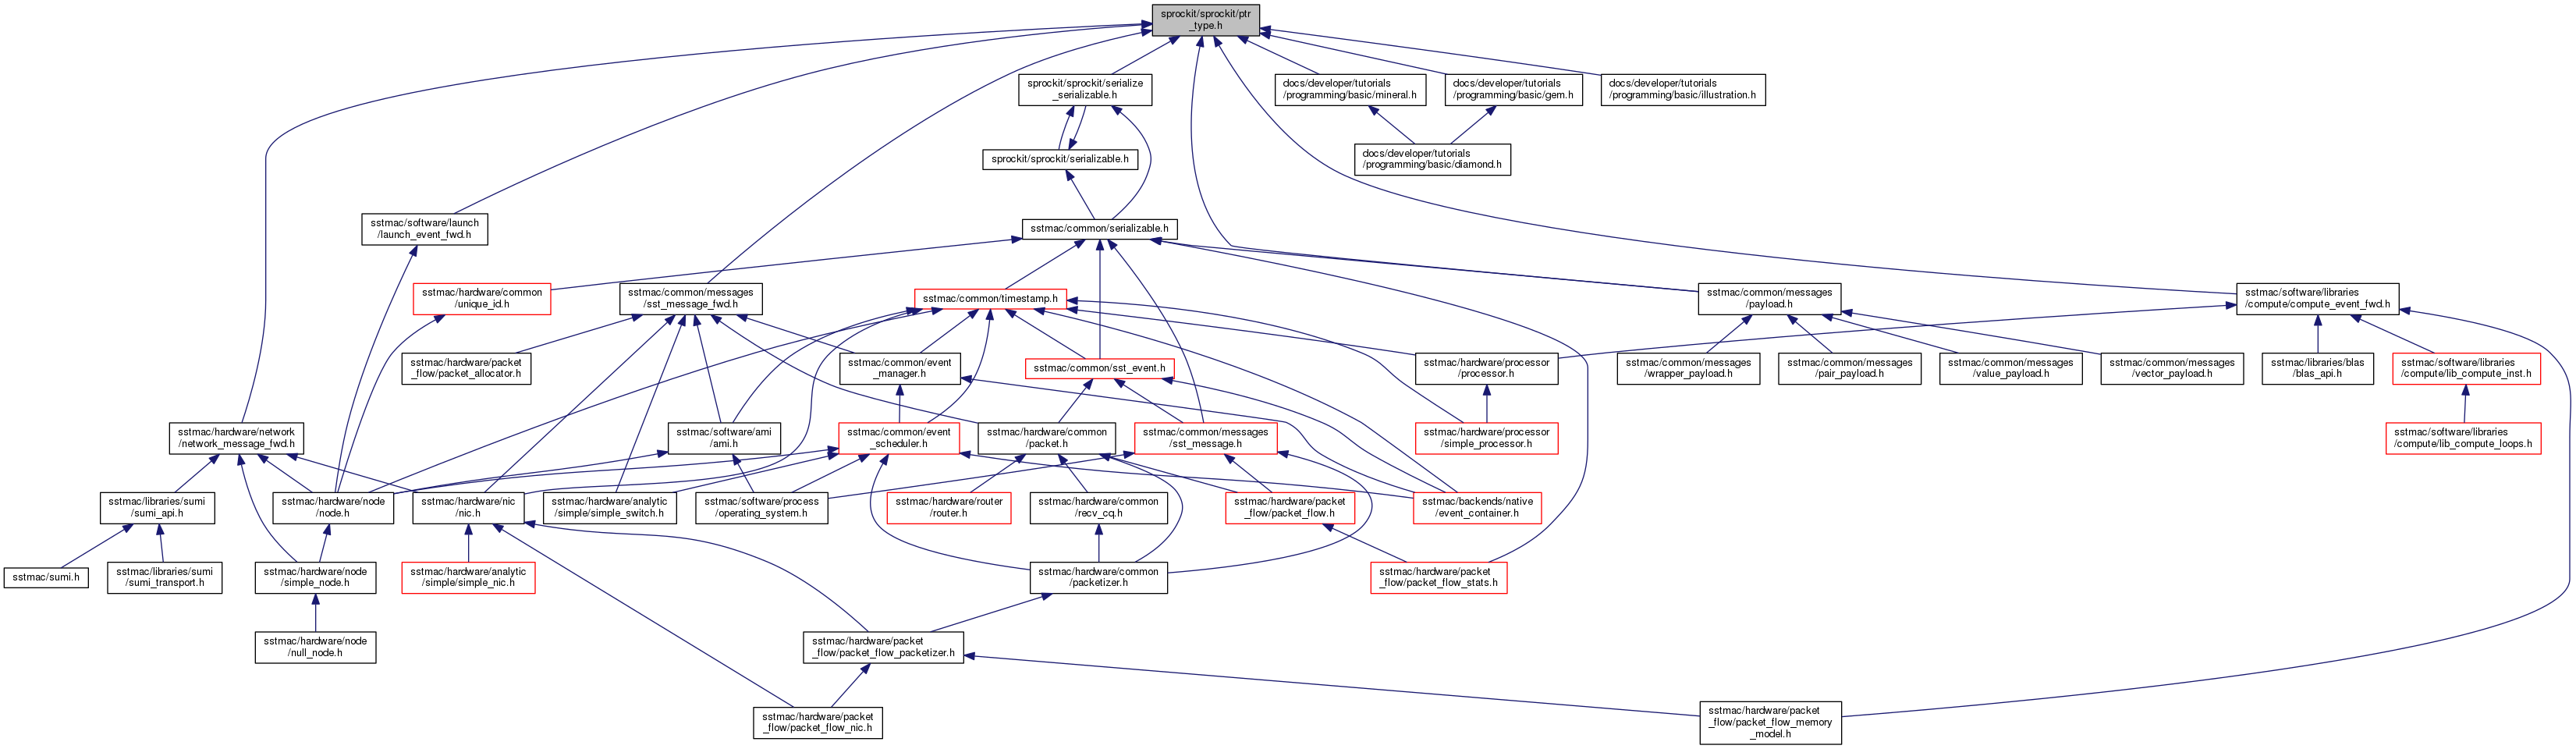 sprockit/sprockit/ptr
_type.h
sprockit/sprockit/serialize
_serializable.h
docs/developer/tutorials
/programming/basic/mineral.h
docs/developer/tutorials
/programming/basic/gem.h
docs/developer/tutorials
/programming/basic/illustration.h
sprockit/sprockit/serializable.h
docs/developer/tutorials
/programming/basic/diamond.h
sstmac/software/launch
/launch_event_fwd.h
sstmac/common/serializable.h
sstmac/hardware/common
/unique_id.h
sstmac/common/messages
/sst_message_fwd.h
sstmac/common/timestamp.h
sstmac/common/messages
/payload.h
sstmac/software/libraries
/compute/compute_event_fwd.h
sstmac/hardware/packet
_flow/packet_allocator.h
sstmac/common/event
_manager.h
sstmac/common/sst_event.h
sstmac/hardware/processor
/processor.h
sstmac/common/messages
/wrapper_payload.h
sstmac/common/messages
/pair_payload.h
sstmac/common/messages
/value_payload.h
sstmac/common/messages
/vector_payload.h
sstmac/libraries/blas
/blas_api.h
sstmac/software/libraries
/compute/lib_compute_inst.h
sstmac/hardware/network
/network_message_fwd.h
sstmac/software/ami
/ami.h
sstmac/common/event
_scheduler.h
sstmac/hardware/common
/packet.h
sstmac/common/messages
/sst_message.h
sstmac/hardware/processor
/simple_processor.h
sstmac/software/libraries
/compute/lib_compute_loops.h
sstmac/libraries/sumi
/sumi_api.h
sstmac/hardware/node
/node.h
sstmac/hardware/nic
/nic.h
sstmac/hardware/analytic
/simple/simple_switch.h
sstmac/software/process
/operating_system.h
sstmac/hardware/router
/router.h
sstmac/hardware/common
/recv_cq.h
sstmac/hardware/packet
_flow/packet_flow.h
sstmac/backends/native
/event_container.h
sstmac/sumi.h
sstmac/libraries/sumi
/sumi_transport.h
sstmac/hardware/node
/simple_node.h
sstmac/hardware/analytic
/simple/simple_nic.h
sstmac/hardware/common
/packetizer.h
sstmac/hardware/packet
_flow/packet_flow_stats.h
sstmac/hardware/node
/null_node.h
sstmac/hardware/packet
_flow/packet_flow_packetizer.h
sstmac/hardware/packet
_flow/packet_flow_nic.h
sstmac/hardware/packet
_flow/packet_flow_memory
_model.h